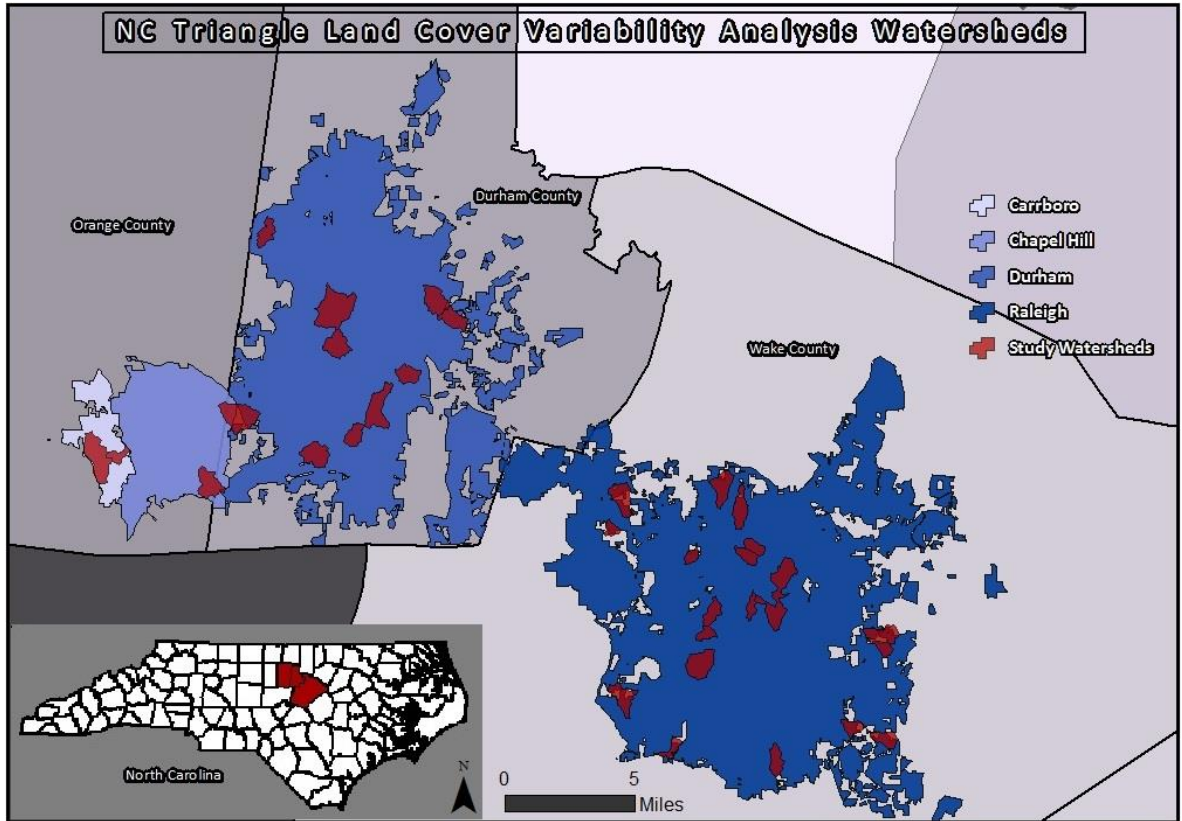 NC Triangle Land Cover Variability Analysis Watersheds
Orange County
Durham County
Wake County
Carrboro
Chapel Hill
Durham
Raleigh
Study Watersheds
North Carolina
N
0 5
Miles